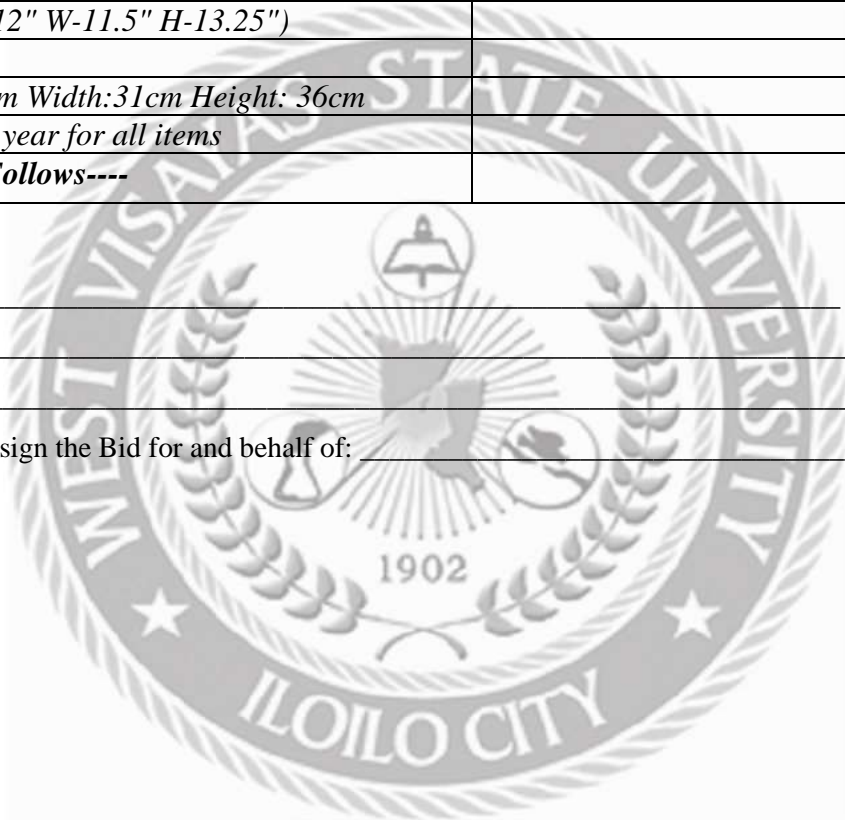 12" W-11.5" H-13.25")
m Width:31cm Height: 36cm
year for all items
Follows----
sign the Bid for and behalf of:
WEST VISAYAS STATE UNIVERSITY
1902
ILOILO CITY